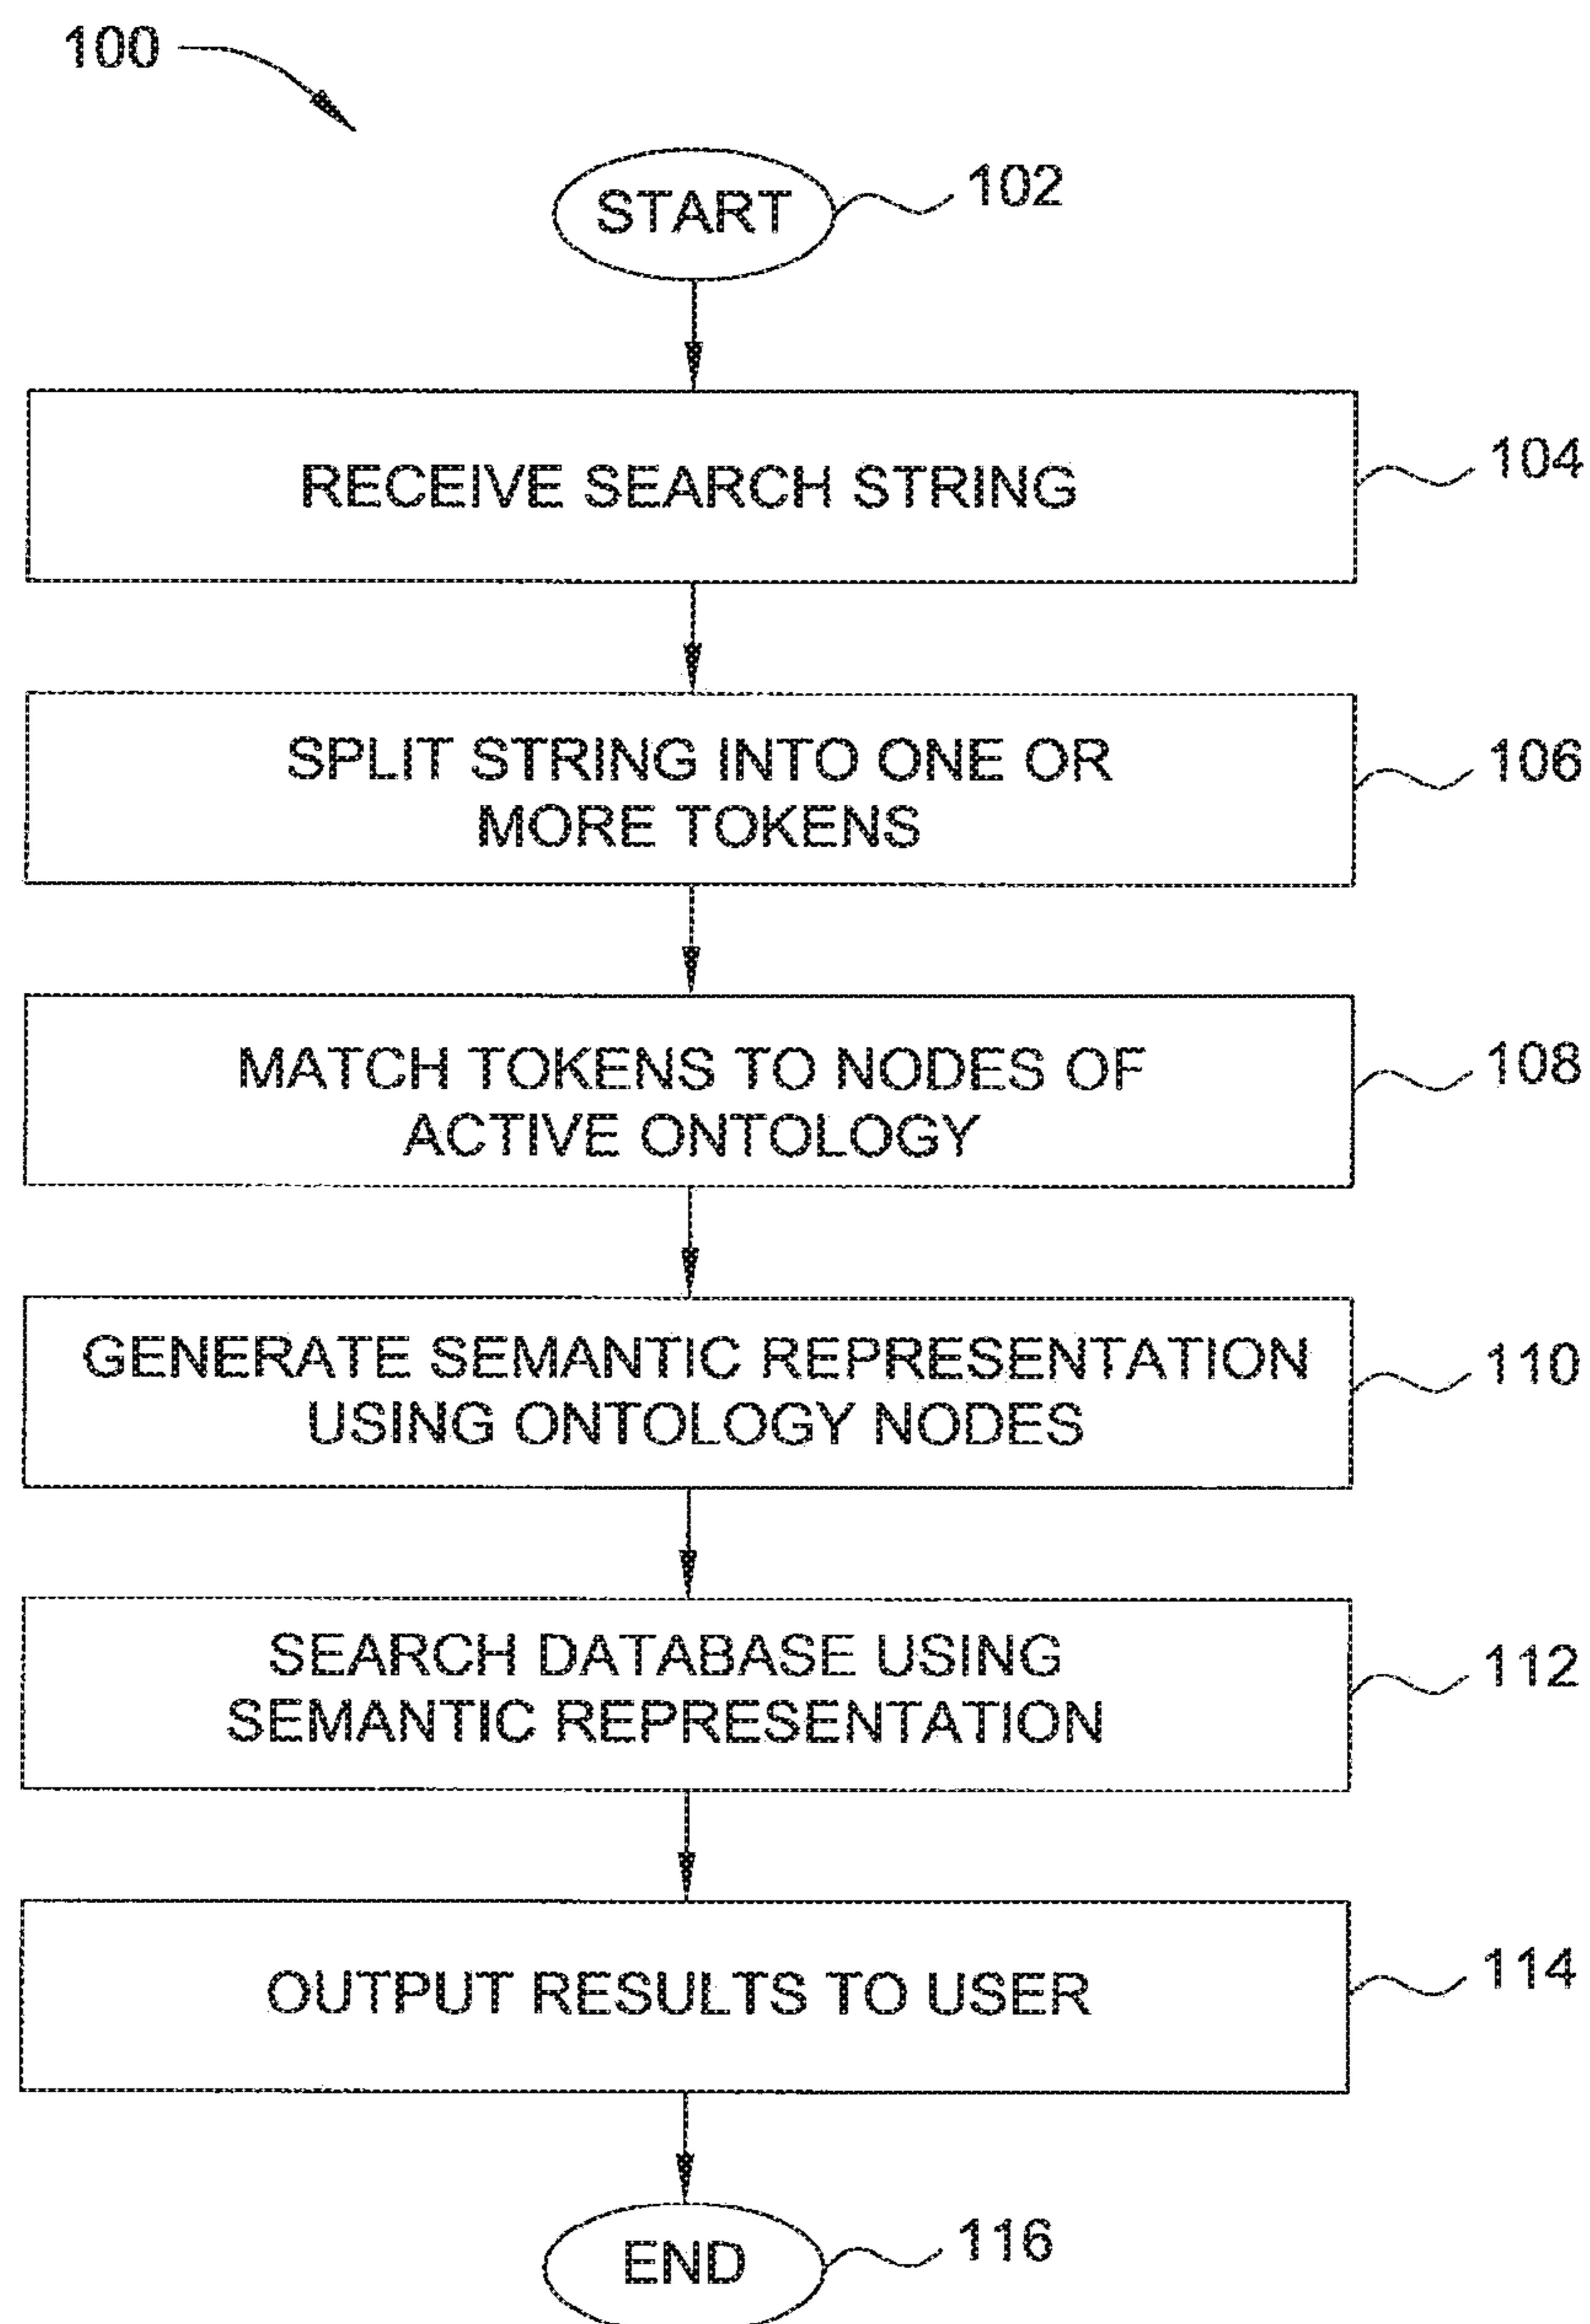 100
START
102
RECEIVE SEARCH STRING
104
SPLIT STRING INTO ONE OR
MORE TOKENS
106
MATCH TOKENS TO NODES OF
ACTIVE ONTOLOGY
108
GENERATE SEMANTIC REPRESENTATION
USING ONTOLOGY NODES
110
SEARCH DATABASE USING
SEMANTIC REPRESENTATION
112
OUTPUT RESULTS TO USER
114
END
116